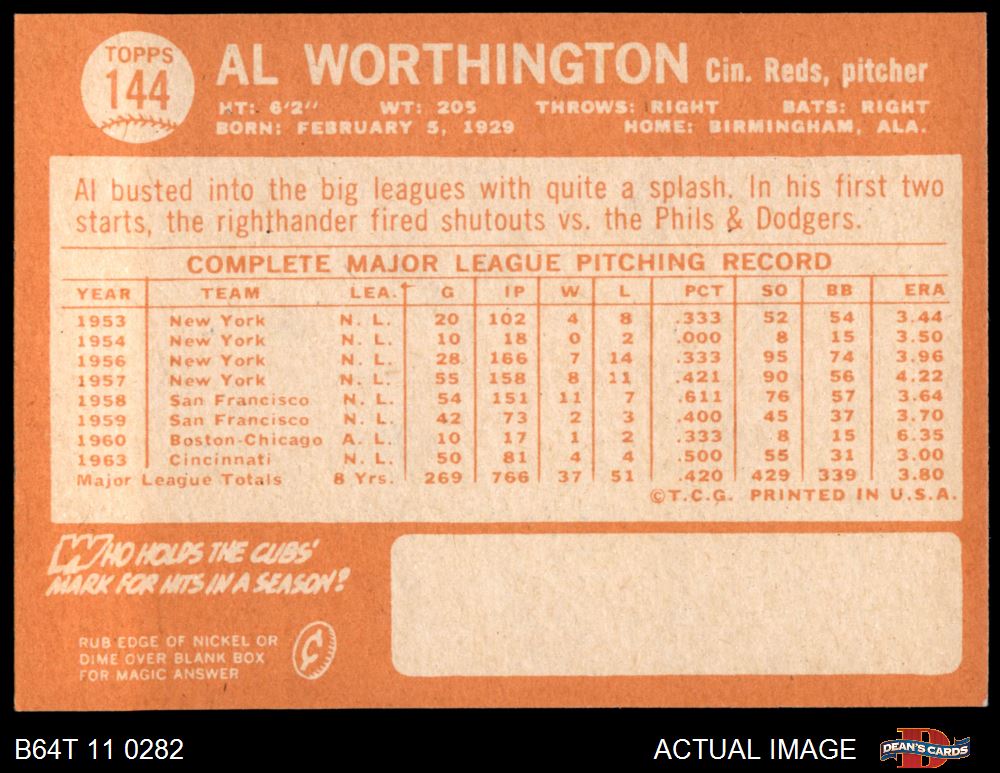 TOPPS
144
AL WORTHINGTON Cin. Reds, pitcher
HT: 6'2" WT: 205 THROWS: RIGHT BATS: RIGHT
BORN: FEBRUARY 5, 1929 HOME: BIRMINGHAM, ALA.
Al busted into the big leagues with quite a splash. In his first two
starts, the righthander fired shutouts vs. the Phils & Dodgers.
COMPLETE MAJOR LEAGUE PITCHING RECORD
YEAR TEAM LEA. G IP W L PCT SO BB ERA
1953 New York N. L. 20 102 4 8 .333 52 54 3.44
1954 New York N. L. 10 18 0 2 .000 8 15 3.50
1956 New York N. L. 28 166 7 14 .333 95 74 3.96
1957 New York N. L. 55 158 8 11 .421 90 56 4.22
1958 San Francisco N. L. 54 151 11 7 .611 76 57 3.64
1959 San Francisco N. L. 42 73 2 3 .400 45 37 3.70
1960 Boston-Chicago A. L. 10 17 1 2 .333 8 15 6.35
1963 Cincinnati N. L. 50 81 4 4 .500 55 31 3.00
Major League Totals 8 Yrs. 269 766 37 51 .420 429 339 3.80
©T.C.G. PRINTED IN U.S.A.
WHO HOLDS THE CUBS'
MARK FOR HITS IN A SEASON?
RUB EDGE OF NICKEL OR
DIME OVER BLANK BOX
FOR MAGIC ANSWER
B64T 11 0282 ACTUAL IMAGE DEAN'S CARDS